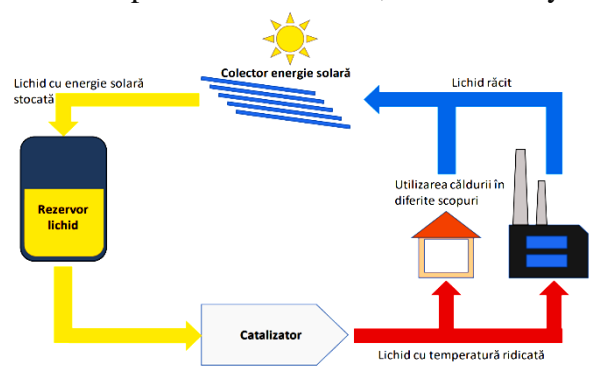 Colector energie solară
Lichid cu energie solară
stocată
Lichid răcit
Rezervor
lichid
Utilizarea căldurii în
diferite scopuri
Catalizator
Lichid cu temperatură ridicată